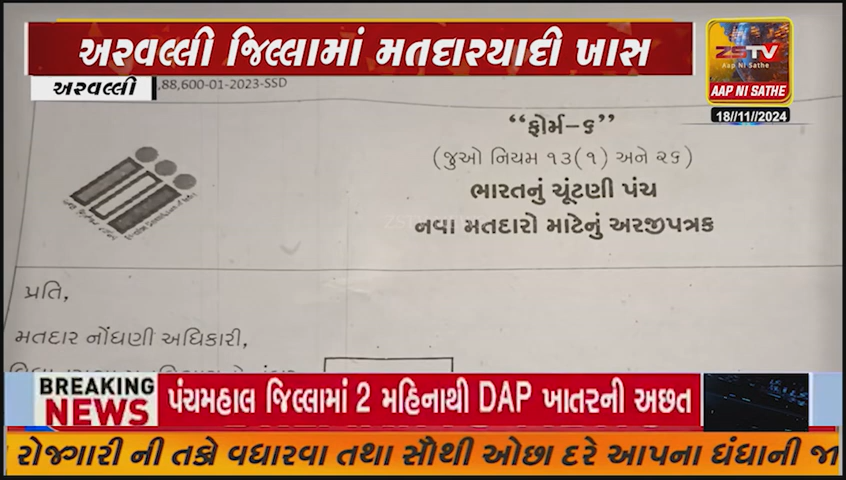 અરવલ્લી જિલ્લામાં મતદારયાદી ખાસ
ZSTV
Aap Ni Sathe
AAP NI SATHE
18//11//2024
અરવલ્લી
,88,600-01-2023-SSD
“ફોર્મ-૬”
(જુઓ નિયમ ૧૩(૧) અને ૨૬)
ભારતનું ચૂંટણી પંચ
નવા મતદારો માટેનું અરજીપત્રક
પ્રતિ,
મતદાર નોંધણી અધિકારી,
BREAKING NEWS
પંચમહાલ જિલ્લામાં 2 મહિનાથી DAP ખાતરની અછત
રોજગારી ની તકો વધારવા તથા સૌથી ઓછા દરે આપના ધંધાની જા